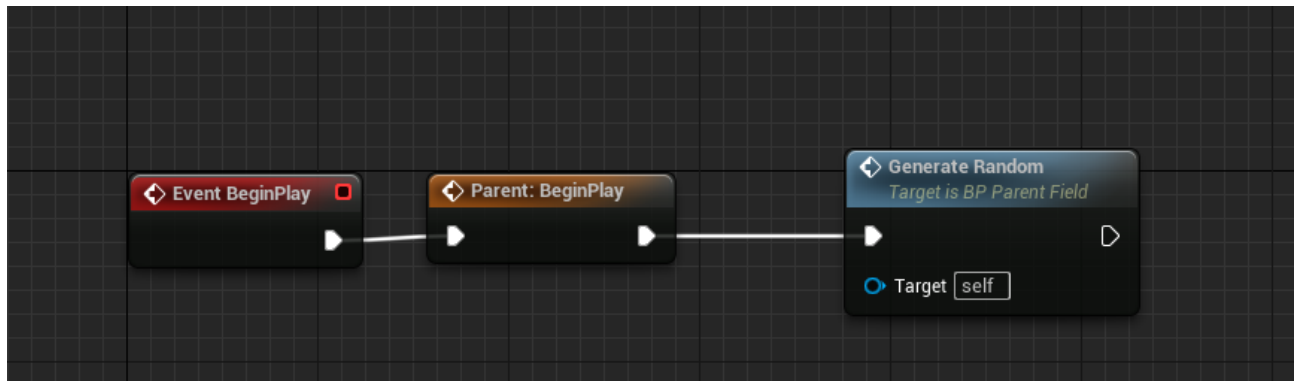 Event BeginPlay
Parent: BeginPlay
Generate Random
Target is BP Parent Field
Target self